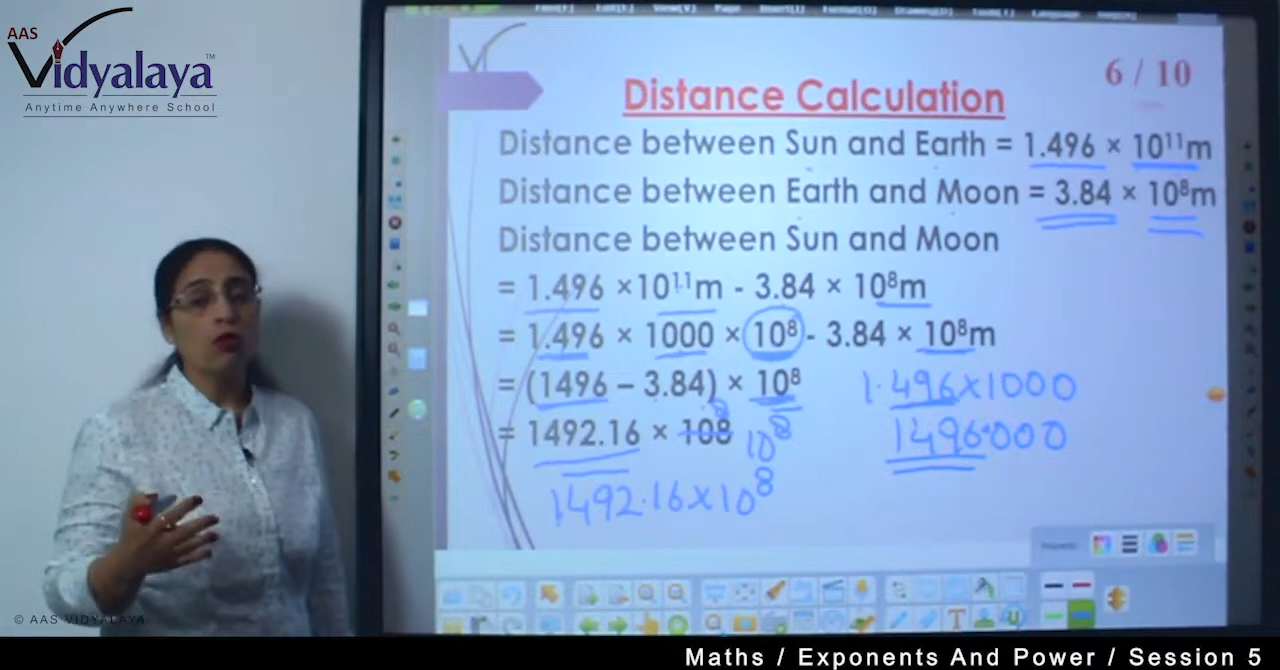 AAS
Vidyalaya™
Anytime Anywhere School
6 / 10
Distance Calculation
Distance between Sun and Earth = 1.496 × 10¹¹m
Distance between Earth and Moon = 3.84 × 10⁸m
Distance between Sun and Moon
= 1.496 ×10¹¹m - 3.84 × 10⁸m
= 1.496 × 1000 × 10⁸ - 3.84 × 10⁸m
= (1496 – 3.84) × 10⁸
1.496×1000
= 1492.16 × 108 10⁸
1496.000
1492.16×10⁸
© AAS VIDYALAYA
Maths / Exponents And Power / Session 5